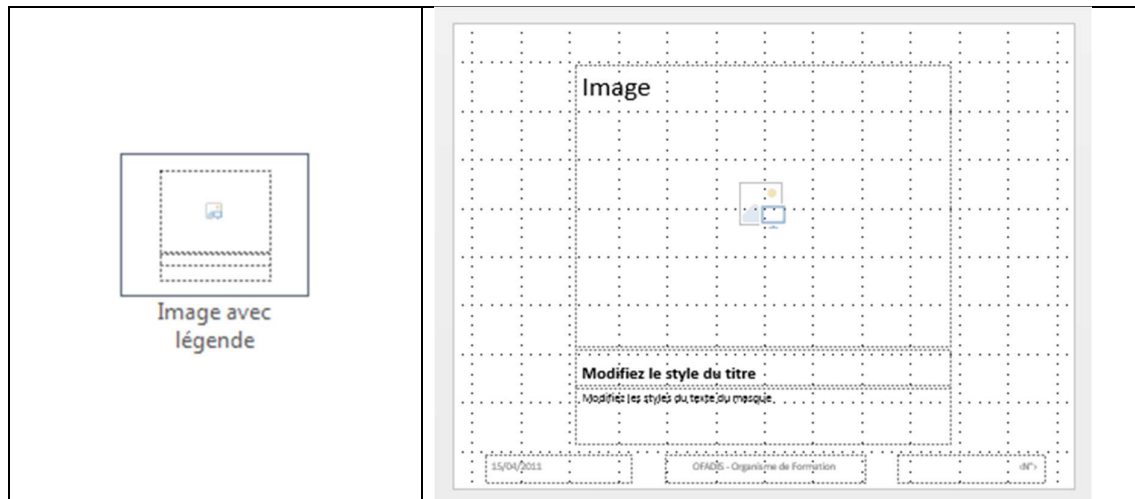 Image avec
légende
Image
Modifiez le style du titre
Modifiez les styles du texte du masque
15/04/2011
OFADIS - Organisme de Formation
‹N°›